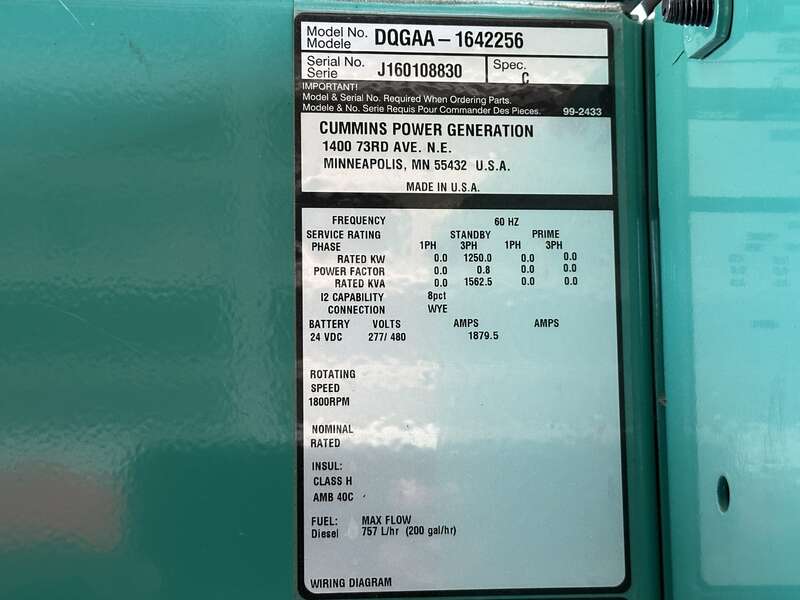 Model No. DQGAA-1642256
Modele
Serial No. J160108830 Spec.
Serie C
IMPORTANT!
Model & Serial No. Required When Ordering Parts.
Modele & No. Serie Requis Pour Commander Des Pieces. 99-2433
CUMMINS POWER GENERATION
1400 73RD AVE. N.E.
MINNEAPOLIS, MN 55432 U.S.A.
MADE IN U.S.A.
FREQUENCY 60 HZ
SERVICE RATING STANDBY PRIME
PHASE 1PH 3PH 1PH 3PH
RATED KW 0.0 1250.0 0.0 0.0
POWER FACTOR 0.0 0.8 0.0 0.0
RATED KVA 0.0 1562.5 0.0 0.0
I2 CAPABILITY 8pct
CONNECTION WYE
BATTERY VOLTS AMPS AMPS
24 VDC 277/ 480 1879.5
ROTATING
SPEED
1800RPM
NOMINAL
RATED
INSUL:
CLASS H
AMB 40C
FUEL: MAX FLOW
Diesel 757 L/hr (200 gal/hr)
WIRING DIAGRAM